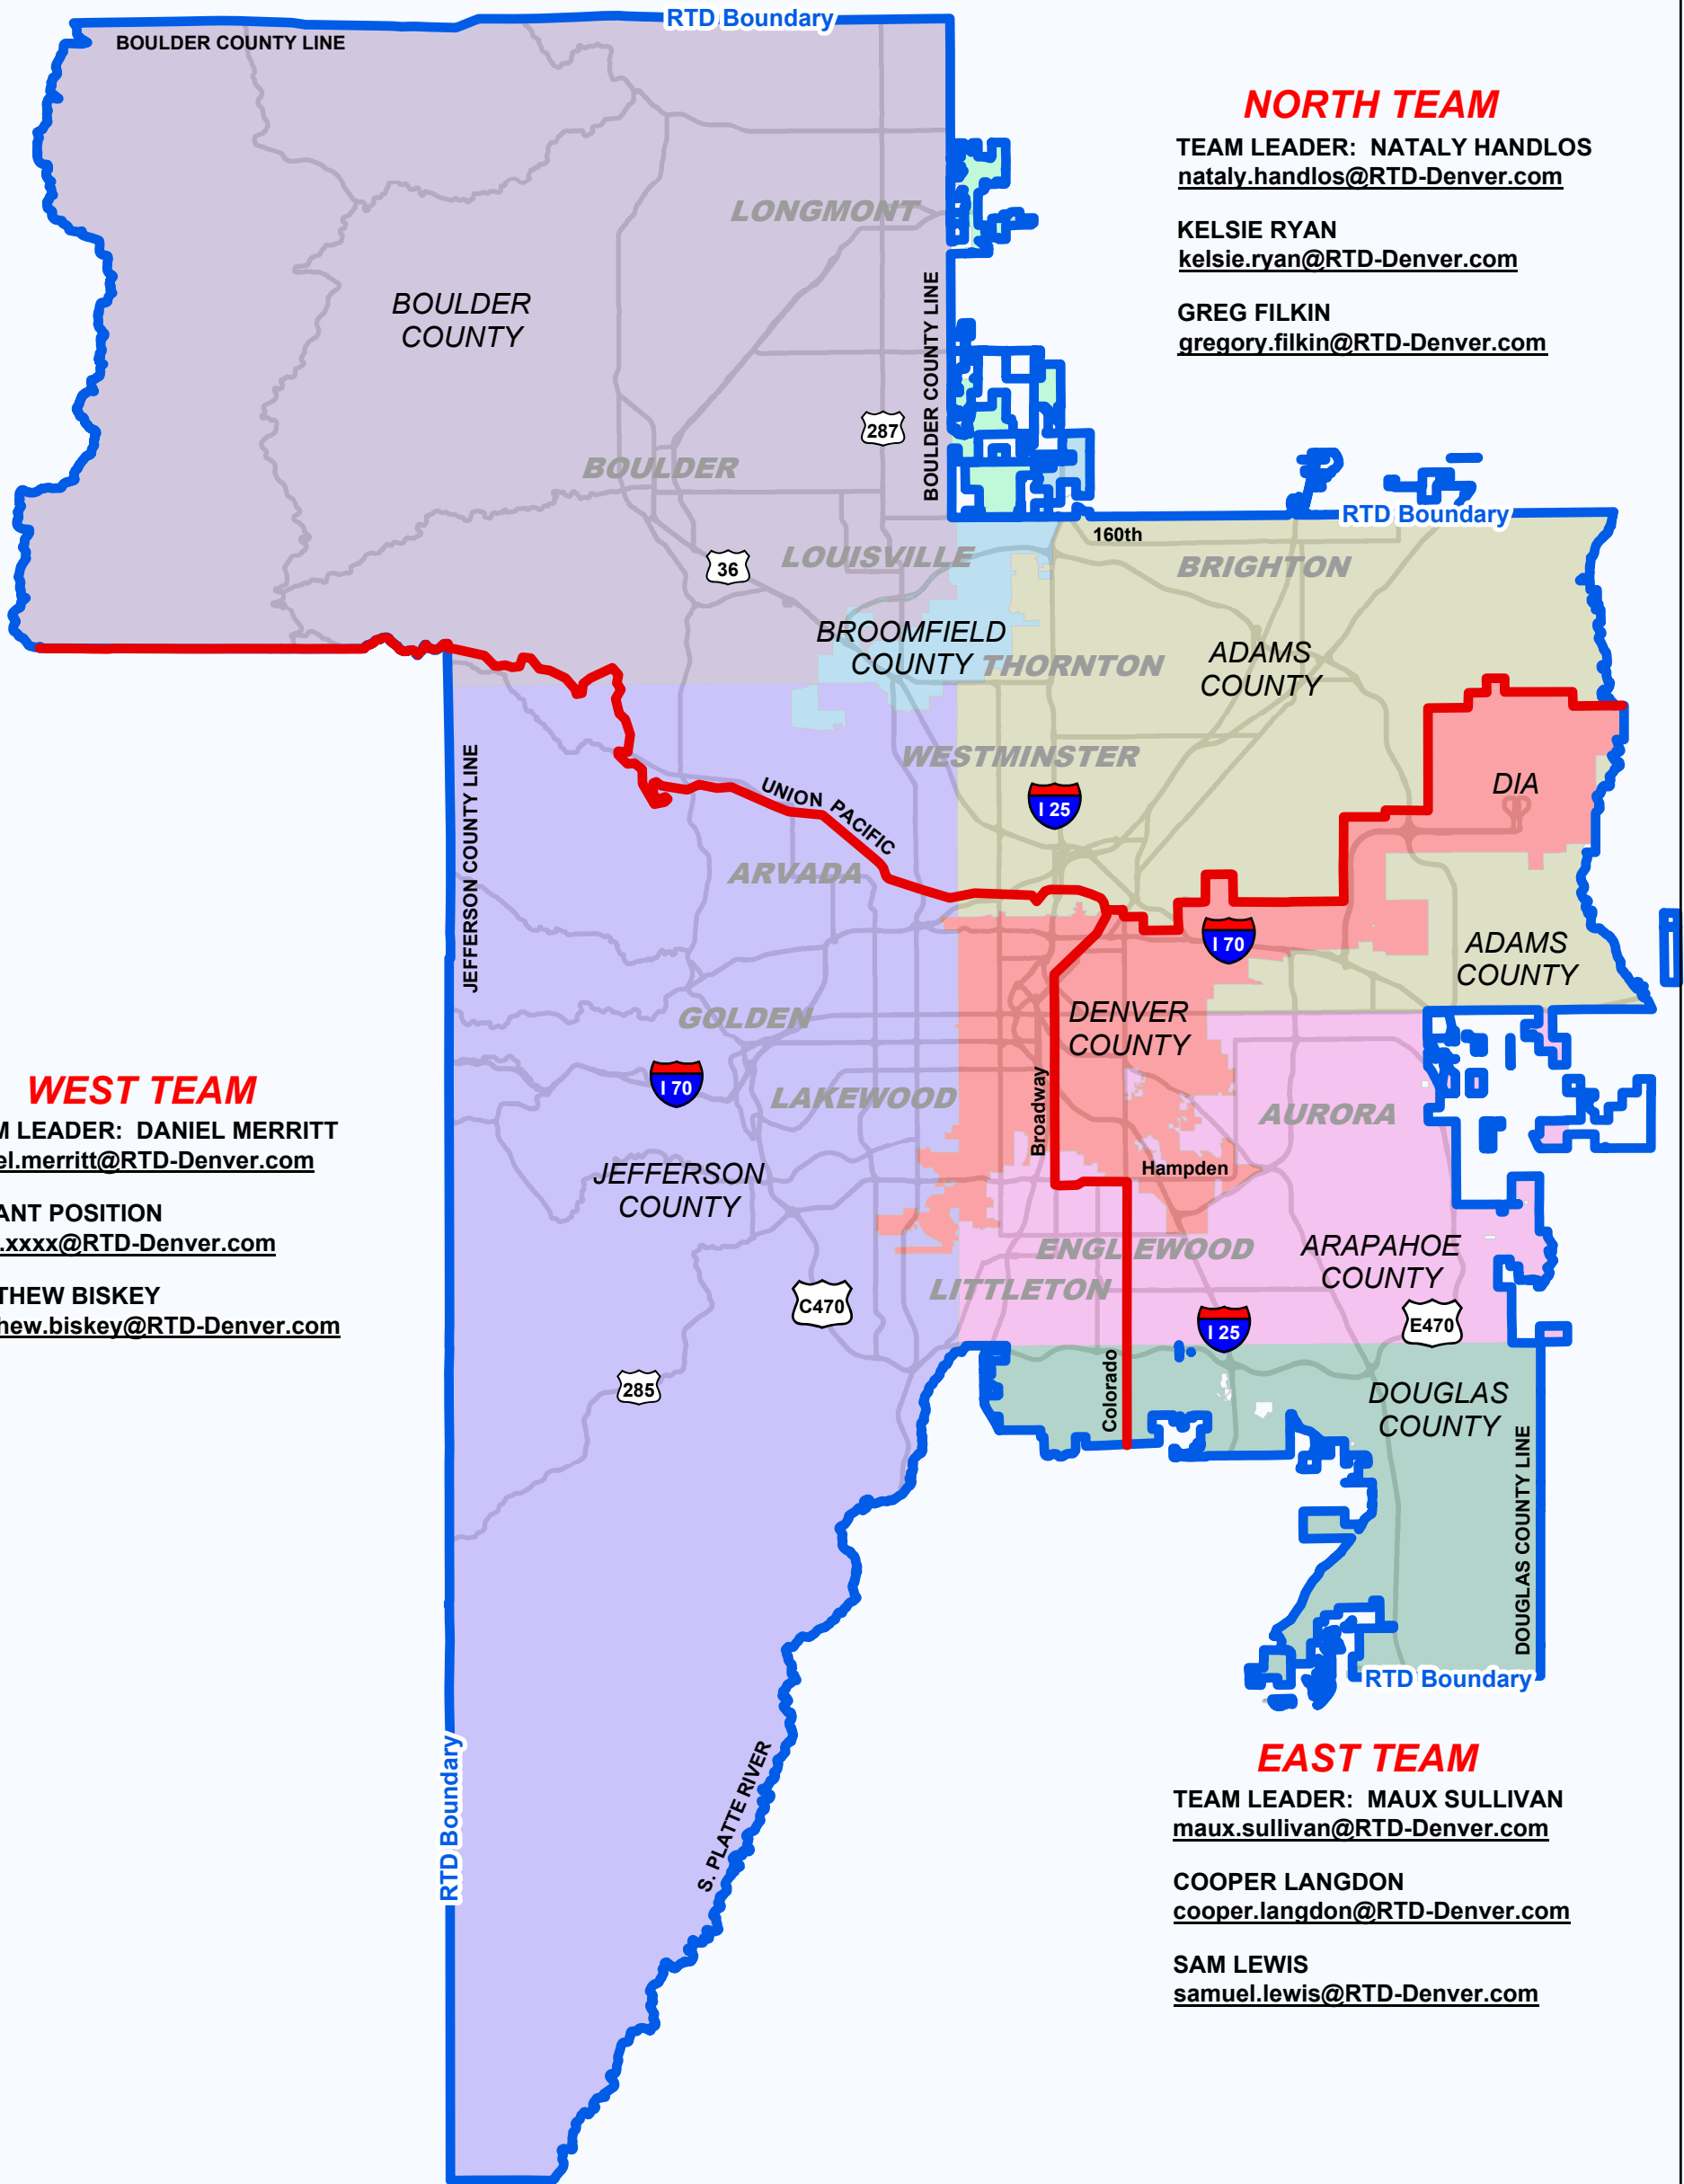 RTD Boundary
BOULDER COUNTY LINE
NORTH TEAM
TEAM LEADER: NATALY HANDLOS
nataly.handlos@RTD-Denver.com
KELSIE RYAN
kelsie.ryan@RTD-Denver.com
GREG FILKIN
gregory.filkin@RTD-Denver.com
LONGMONT
BOULDER
COUNTY
BOULDER COUNTY LINE
287
BOULDER
RTD Boundary
160th
LOUISVILLE
BRIGHTON
36
BROOMFIELD
COUNTY
THORNTON
ADAMS
COUNTY
WESTMINSTER
JEFFERSON COUNTY LINE
UNION PACIFIC
I 25
DIA
ARVADA
I 70
ADAMS
COUNTY
GOLDEN
DENVER
COUNTY
I 70
LAKEWOOD
Broadway
AURORA
WEST TEAM
M LEADER: DANIEL MERRITT
el.merritt@RTD-Denver.com
ANT POSITION
.xxxx@RTD-Denver.com
THEW BISKEY
hew.biskey@RTD-Denver.com
JEFFERSON
COUNTY
Hampden
ENGLEWOOD
ARAPAHOE
COUNTY
LITTLETON
C470
I 25
E470
285
Colorado
DOUGLAS
COUNTY
DOUGLAS COUNTY LINE
RTD Boundary
RTD Boundary
S. PLATTE RIVER
EAST TEAM
TEAM LEADER: MAUX SULLIVAN
maux.sullivan@RTD-Denver.com
COOPER LANGDON
cooper.langdon@RTD-Denver.com
SAM LEWIS
samuel.lewis@RTD-Denver.com